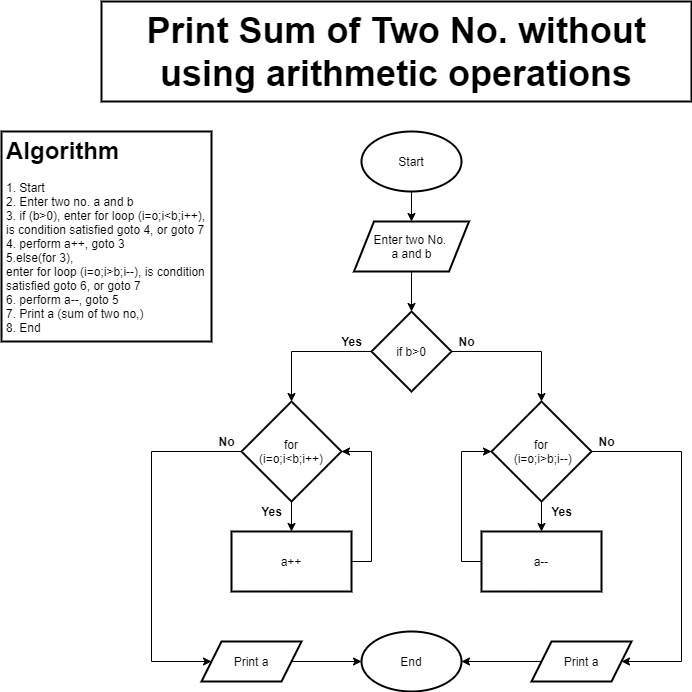 Print Sum of Two No. without
using arithmetic operations
Algorithm
1. Start
2. Enter two no. a and b
3. if (b>0), enter for loop (i=o;i<b;i++),
is condition satisfied goto 4, or goto 7
4. perform a++, goto 3
5.else(for 3),
enter for loop (i=o;i>b;i--), is condition
satisfied goto 6, or goto 7
6. perform a--, goto 5
7. Print a (sum of two no,)
8. End
Start
Enter two No.
a and b
Yes
if b>0
No
No
for
(i=o;i<b;i++)
for
(i=o;i>b;i--)
No
Yes
Yes
a++
a--
Print a
End
Print a